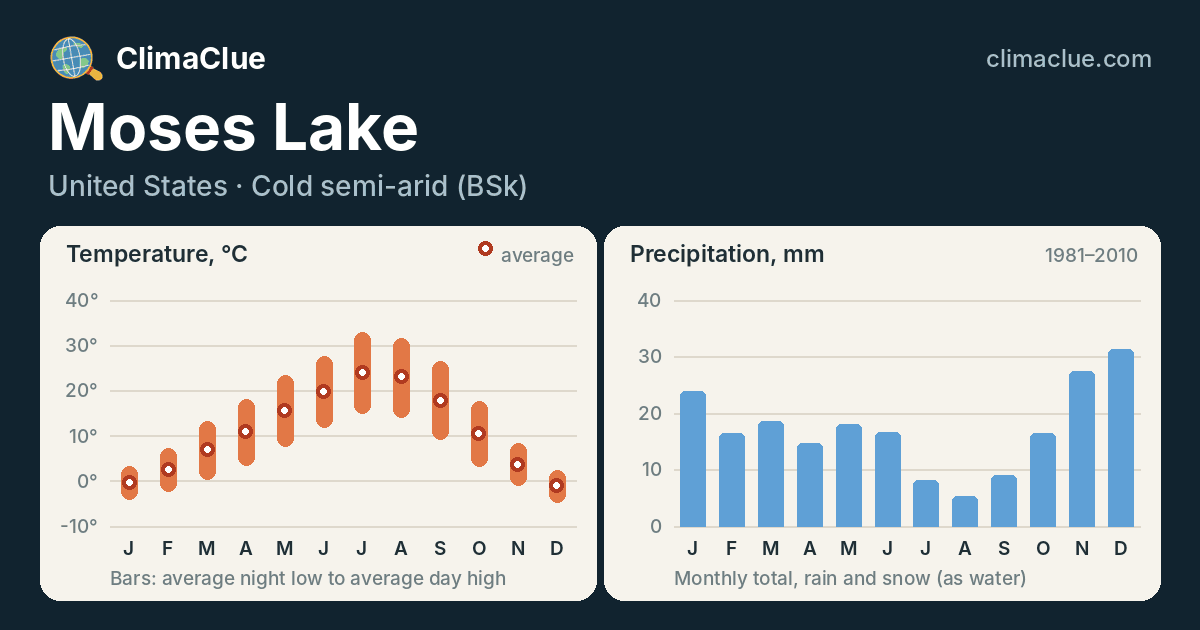 ClimaClue
climaclue.com
Moses Lake
United States · Cold semi-arid (BSk)
Temperature, °C
average
40°
30°
20°
10°
0°
-10°
J F M A M J J A S O N D
Bars: average night low to average day high
Precipitation, mm
1981–2010
40
30
20
10
0
J F M A M J J A S O N D
Monthly total, rain and snow (as water)